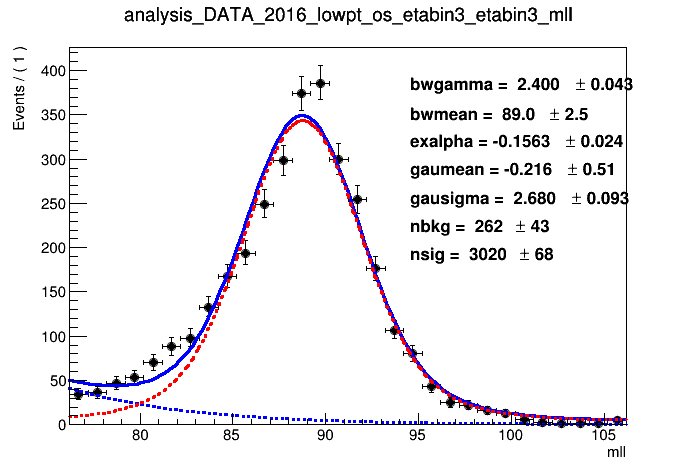 analysis_DATA_2016_lowpt_os_etabin3_etabin3_mll
Events / ( 1 )
400
350
300
250
200
150
100
50
0
bwgamma = 2.400 ± 0.043
bwmean = 89.0 ± 2.5
exalpha = -0.1563 ± 0.024
gaumean = -0.216 ± 0.51
gausigma = 2.680 ± 0.093
nbkg = 262 ± 43
nsig = 3020 ± 68
80 85 90 95 100 105
mll